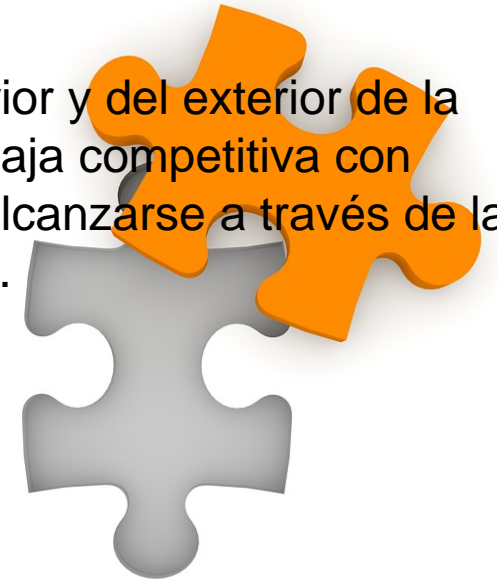 ior y del exterior de la
aja competitiva con
lcanzarse a través de la
.